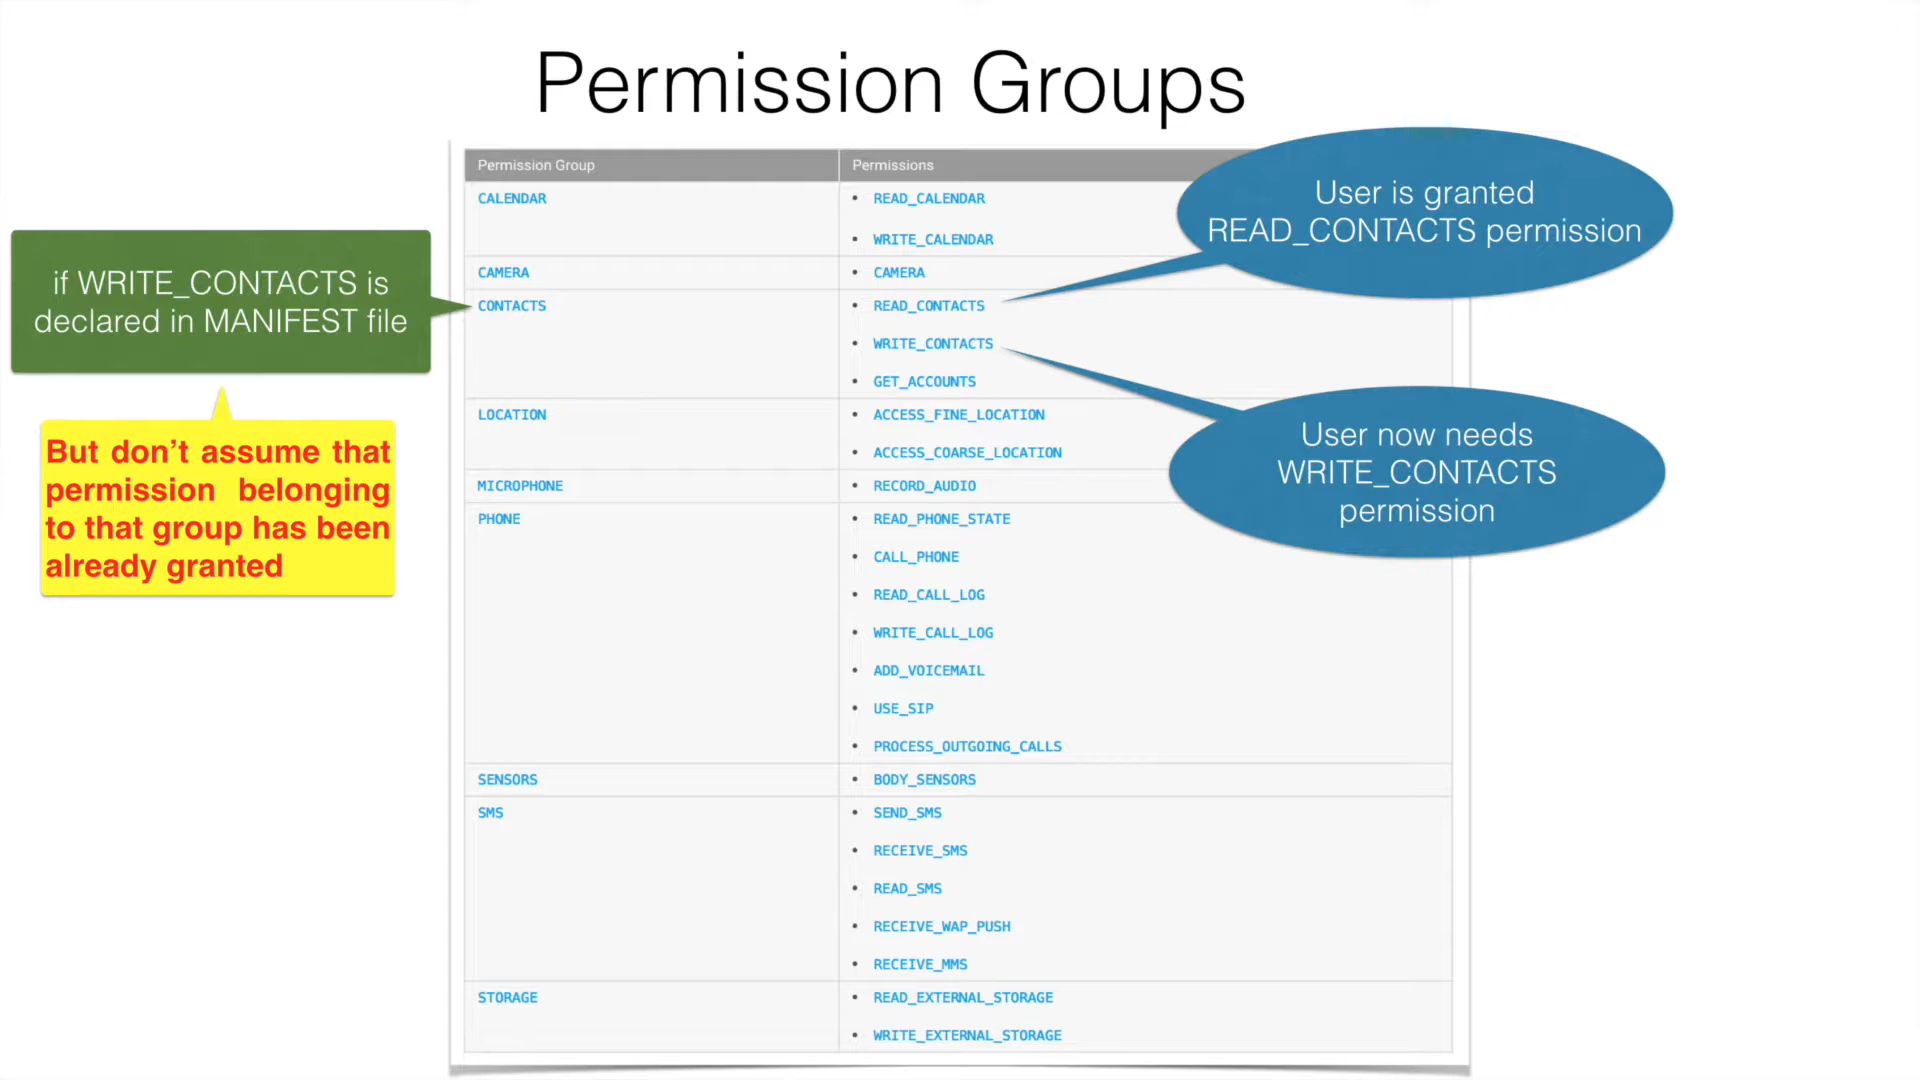 Permission Groups
Permission Group
Permissions
CALENDAR
READ_CALENDAR
WRITE_CALENDAR
CAMERA
CAMERA
CONTACTS
READ_CONTACTS
WRITE_CONTACTS
GET_ACCOUNTS
LOCATION
ACCESS_FINE_LOCATION
ACCESS_COARSE_LOCATION
MICROPHONE
RECORD_AUDIO
PHONE
READ_PHONE_STATE
CALL_PHONE
READ_CALL_LOG
WRITE_CALL_LOG
ADD_VOICEMAIL
USE_SIP
PROCESS_OUTGOING_CALLS
SENSORS
BODY_SENSORS
SMS
SEND_SMS
RECEIVE_SMS
READ_SMS
RECEIVE_WAP_PUSH
RECEIVE_MMS
STORAGE
READ_EXTERNAL_STORAGE
WRITE_EXTERNAL_STORAGE
User is granted
READ_CONTACTS permission
User now needs
WRITE_CONTACTS
permission
if WRITE_CONTACTS is
declared in MANIFEST file
But don’t assume that
permission belonging
to that group has been
already granted